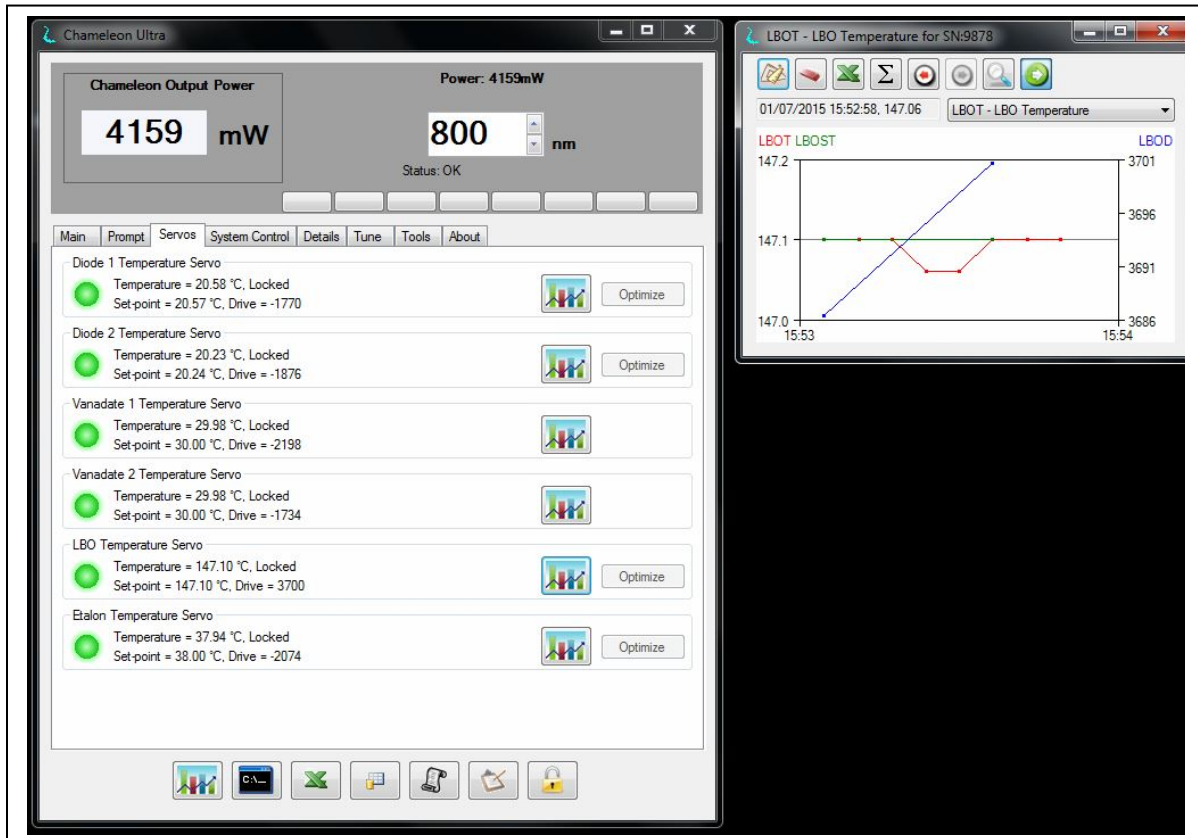 Chameleon Ultra
Chameleon Output Power
4159 mW
Power: 4159mW
800 nm
Status: OK
Main Prompt Servos System Control Details Tune Tools About
Diode 1 Temperature Servo
Temperature = 20.58 °C, Locked
Set-point = 20.57 °C, Drive = -1770
Optimize
Diode 2 Temperature Servo
Temperature = 20.23 °C, Locked
Set-point = 20.24 °C, Drive = -1876
Optimize
Vanadate 1 Temperature Servo
Temperature = 29.98 °C, Locked
Set-point = 30.00 °C, Drive = -2198
Vanadate 2 Temperature Servo
Temperature = 29.98 °C, Locked
Set-point = 30.00 °C, Drive = -1734
LBO Temperature Servo
Temperature = 147.10 °C, Locked
Set-point = 147.10 °C, Drive = 3700
Optimize
Etalon Temperature Servo
Temperature = 37.94 °C, Locked
Set-point = 38.00 °C, Drive = -2074
Optimize
C:\_
LBOT - LBO Temperature for SN:9878
Σ
01/07/2015 15:52:58, 147.06 LBOT - LBO Temperature
LBOT LBOST LBOD
147.2 3701
3696
147.1
3691
147.0 3686
15:53 15:54